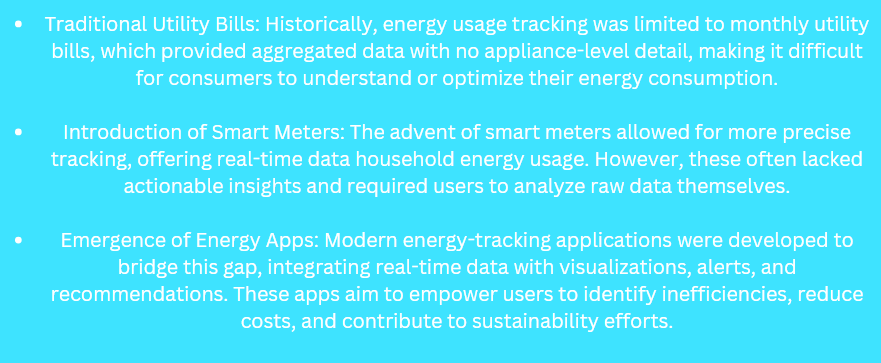 • Traditional Utility Bills: Historically, energy usage tracking was limited to monthly utility
bills, which provided aggregated data with no appliance-level detail, making it difficult
for consumers to understand or optimize their energy consumption.
• Introduction of Smart Meters: The advent of smart meters allowed for more precise
tracking, offering real-time data household energy usage. However, these often lacked
actionable insights and required users to analyze raw data themselves.
• Emergence of Energy Apps: Modern energy-tracking applications were developed to
bridge this gap, integrating real-time data with visualizations, alerts, and
recommendations. These apps aim to empower users to identify inefficiencies, reduce
costs, and contribute to sustainability efforts.